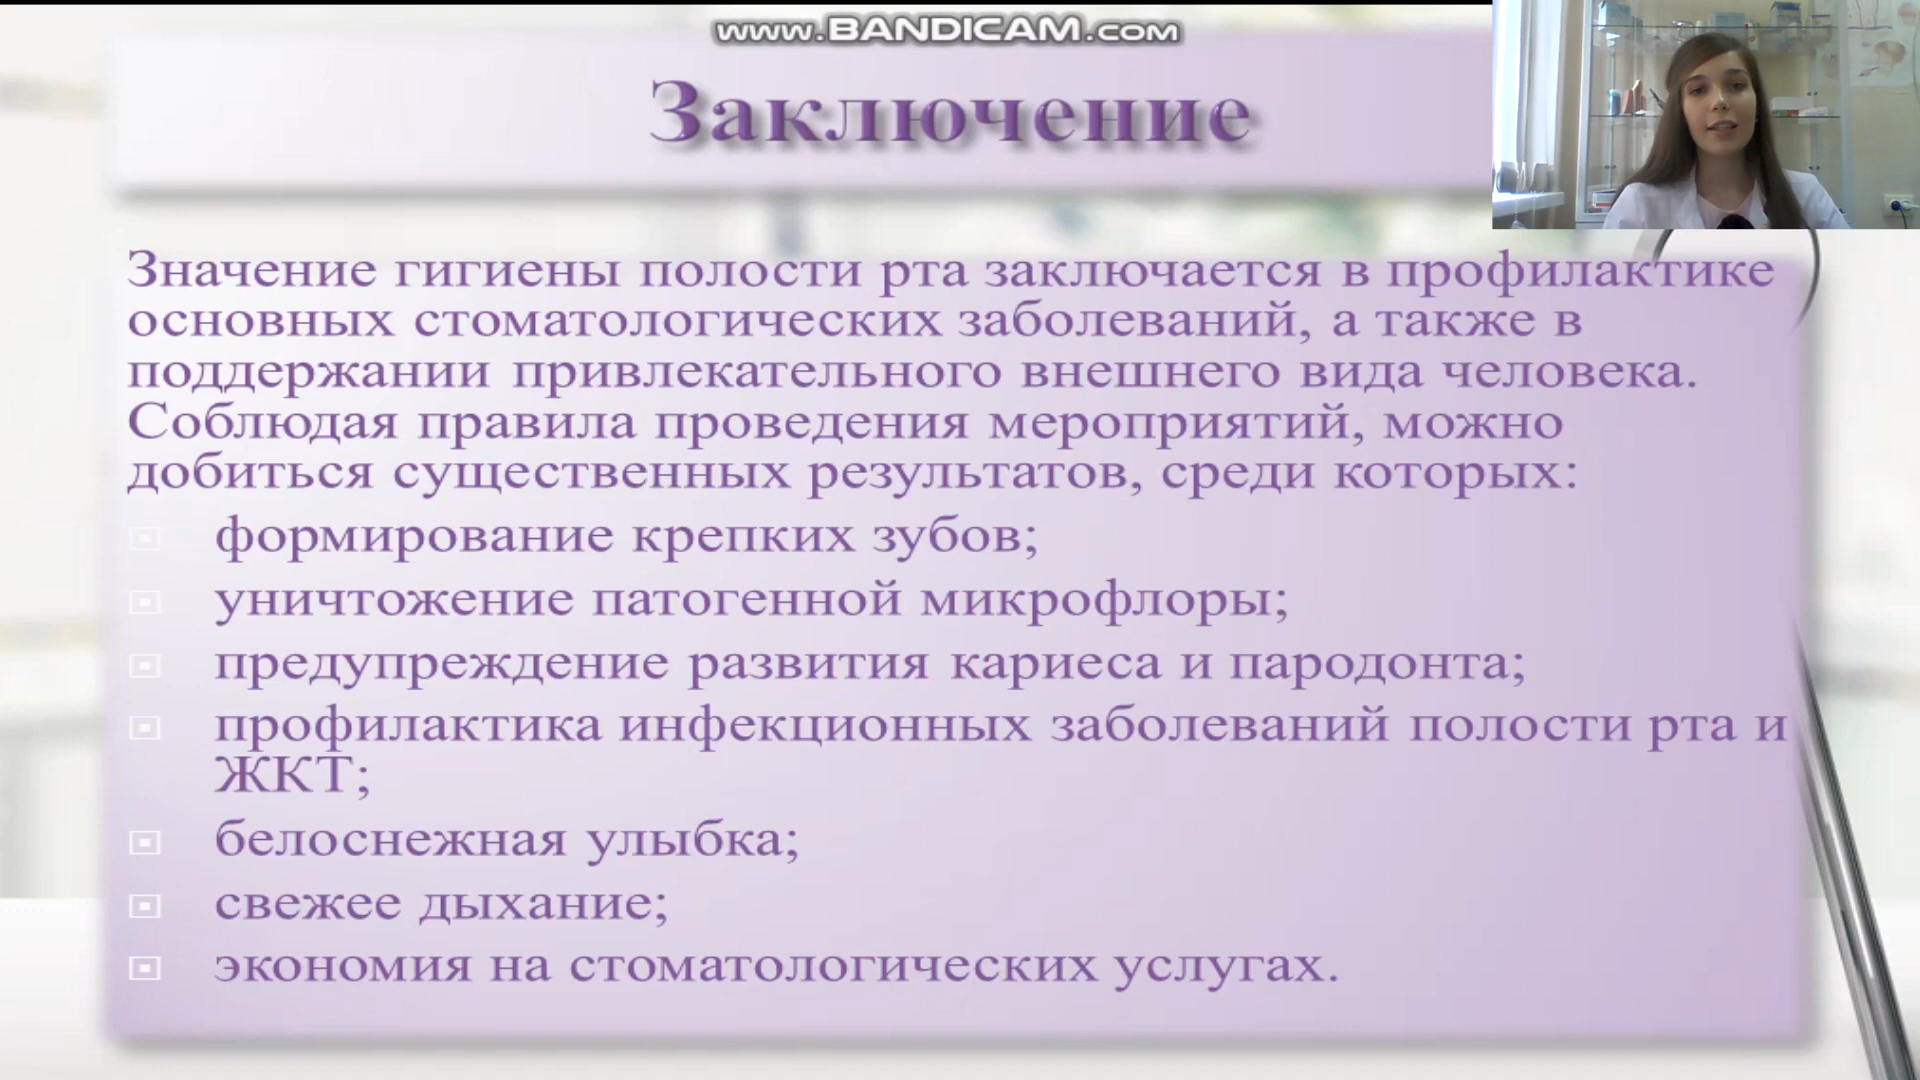 www.BANDICAM.com
Заключение
Значение гигиены полости рта заключается в профилактике
основных стоматологических заболеваний, а также в
поддержании привлекательного внешнего вида человека.
Соблюдая правила проведения мероприятий, можно
добиться существенных результатов, среди которых:
формирование крепких зубов;
уничтожение патогенной микрофлоры;
предупреждение развития кариеса и пародонта;
профилактика инфекционных заболеваний полости рта и
ЖКТ;
белоснежная улыбка;
свежее дыхание;
экономия на стоматологических услугах.